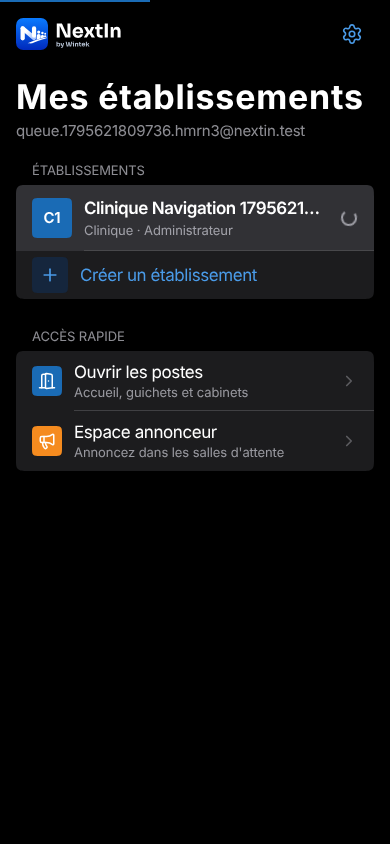 NextIn
by Wintek
Mes établissements
queue.1795621809736.hmrn3@nextin.test
ÉTABLISSEMENTS
C1
Clinique Navigation 1795621...
Clinique · Administrateur
Créer un établissement
ACCÈS RAPIDE
Ouvrir les postes
Accueil, guichets et cabinets
Espace annonceur
Annoncez dans les salles d'attente